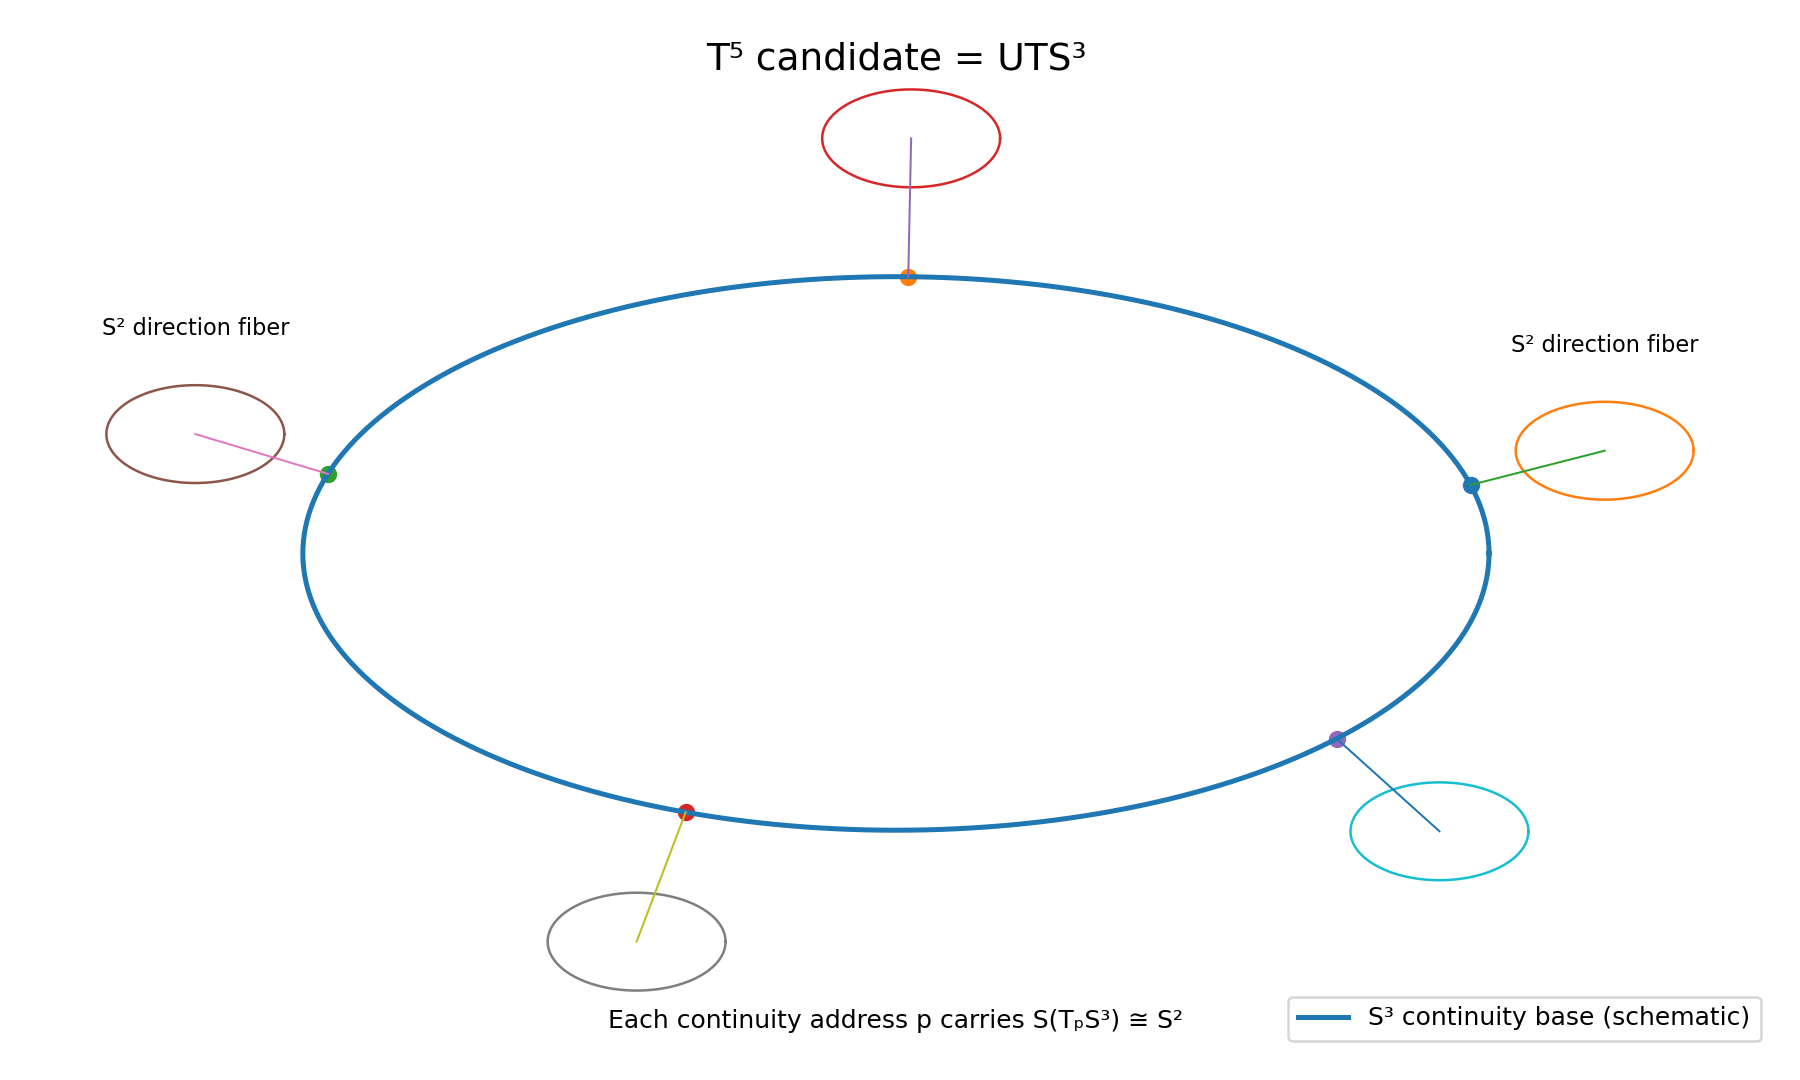 T⁵ candidate = UTS³
S² direction fiber
S² direction fiber
Each continuity address p carries S(TₚS³) ≅ S²
S³ continuity base (schematic)